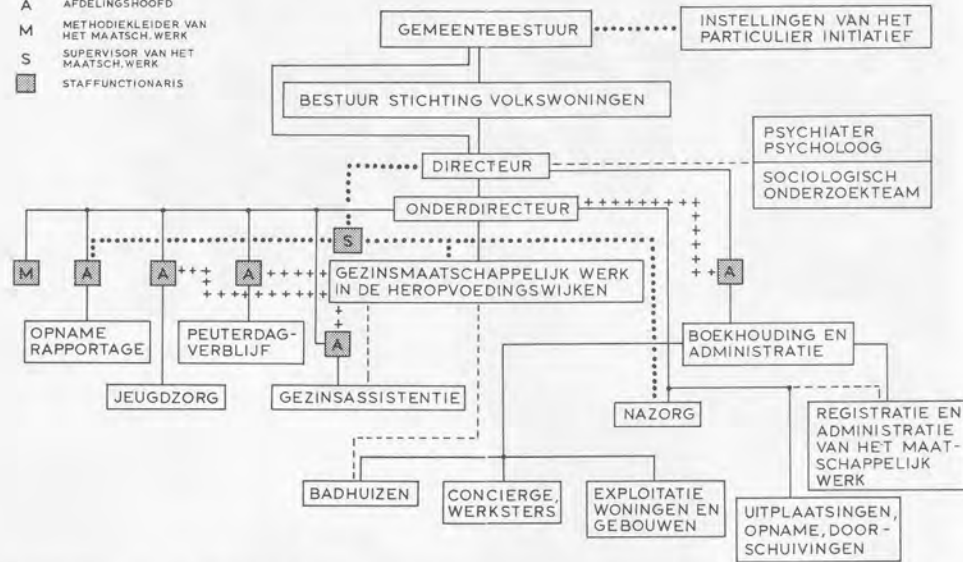 A AFDELINGSHOOFD
M METHODIEKLEIDER VAN
HET MAATSCH. WERK
S SUPERVISOR VAN HET
MAATSCH. WERK
STAFFUNCTIONARIS
GEMEENTEBESTUUR
INSTELLINGEN VAN HET
PARTICULIER INITIATIEF
BESTUUR STICHTING VOLKSWONINGEN
DIRECTEUR
PSYCHIATER
PSYCHOLOOG
SOCIOLOGISCH
ONDERZOEKTEAM
ONDERDIRECTEUR
S
M
A
A
A
A
GEZINSMAATSCHAPPELIJK WERK
IN DE HEROPVOEDINGSWIJKEN
OPNAME
RAPPORTAGE
PEUTERDAG-
VERBLIJF
A
BOEKHOUDING EN
ADMINISTRATIE
JEUGDZORG
GEZINSASSISTENTIE
NAZORG
REGISTRATIE EN
ADMINISTRATIE
VAN HET MAAT-
SCHAPPELIJK
WERK
BADHUIZEN
CONCIERGE,
WERKSTERS
EXPLOITATIE
WONINGEN EN
GEBOUWEN
UITPLAATSINGEN,
OPNAME, DOOR-
SCHUIVINGEN